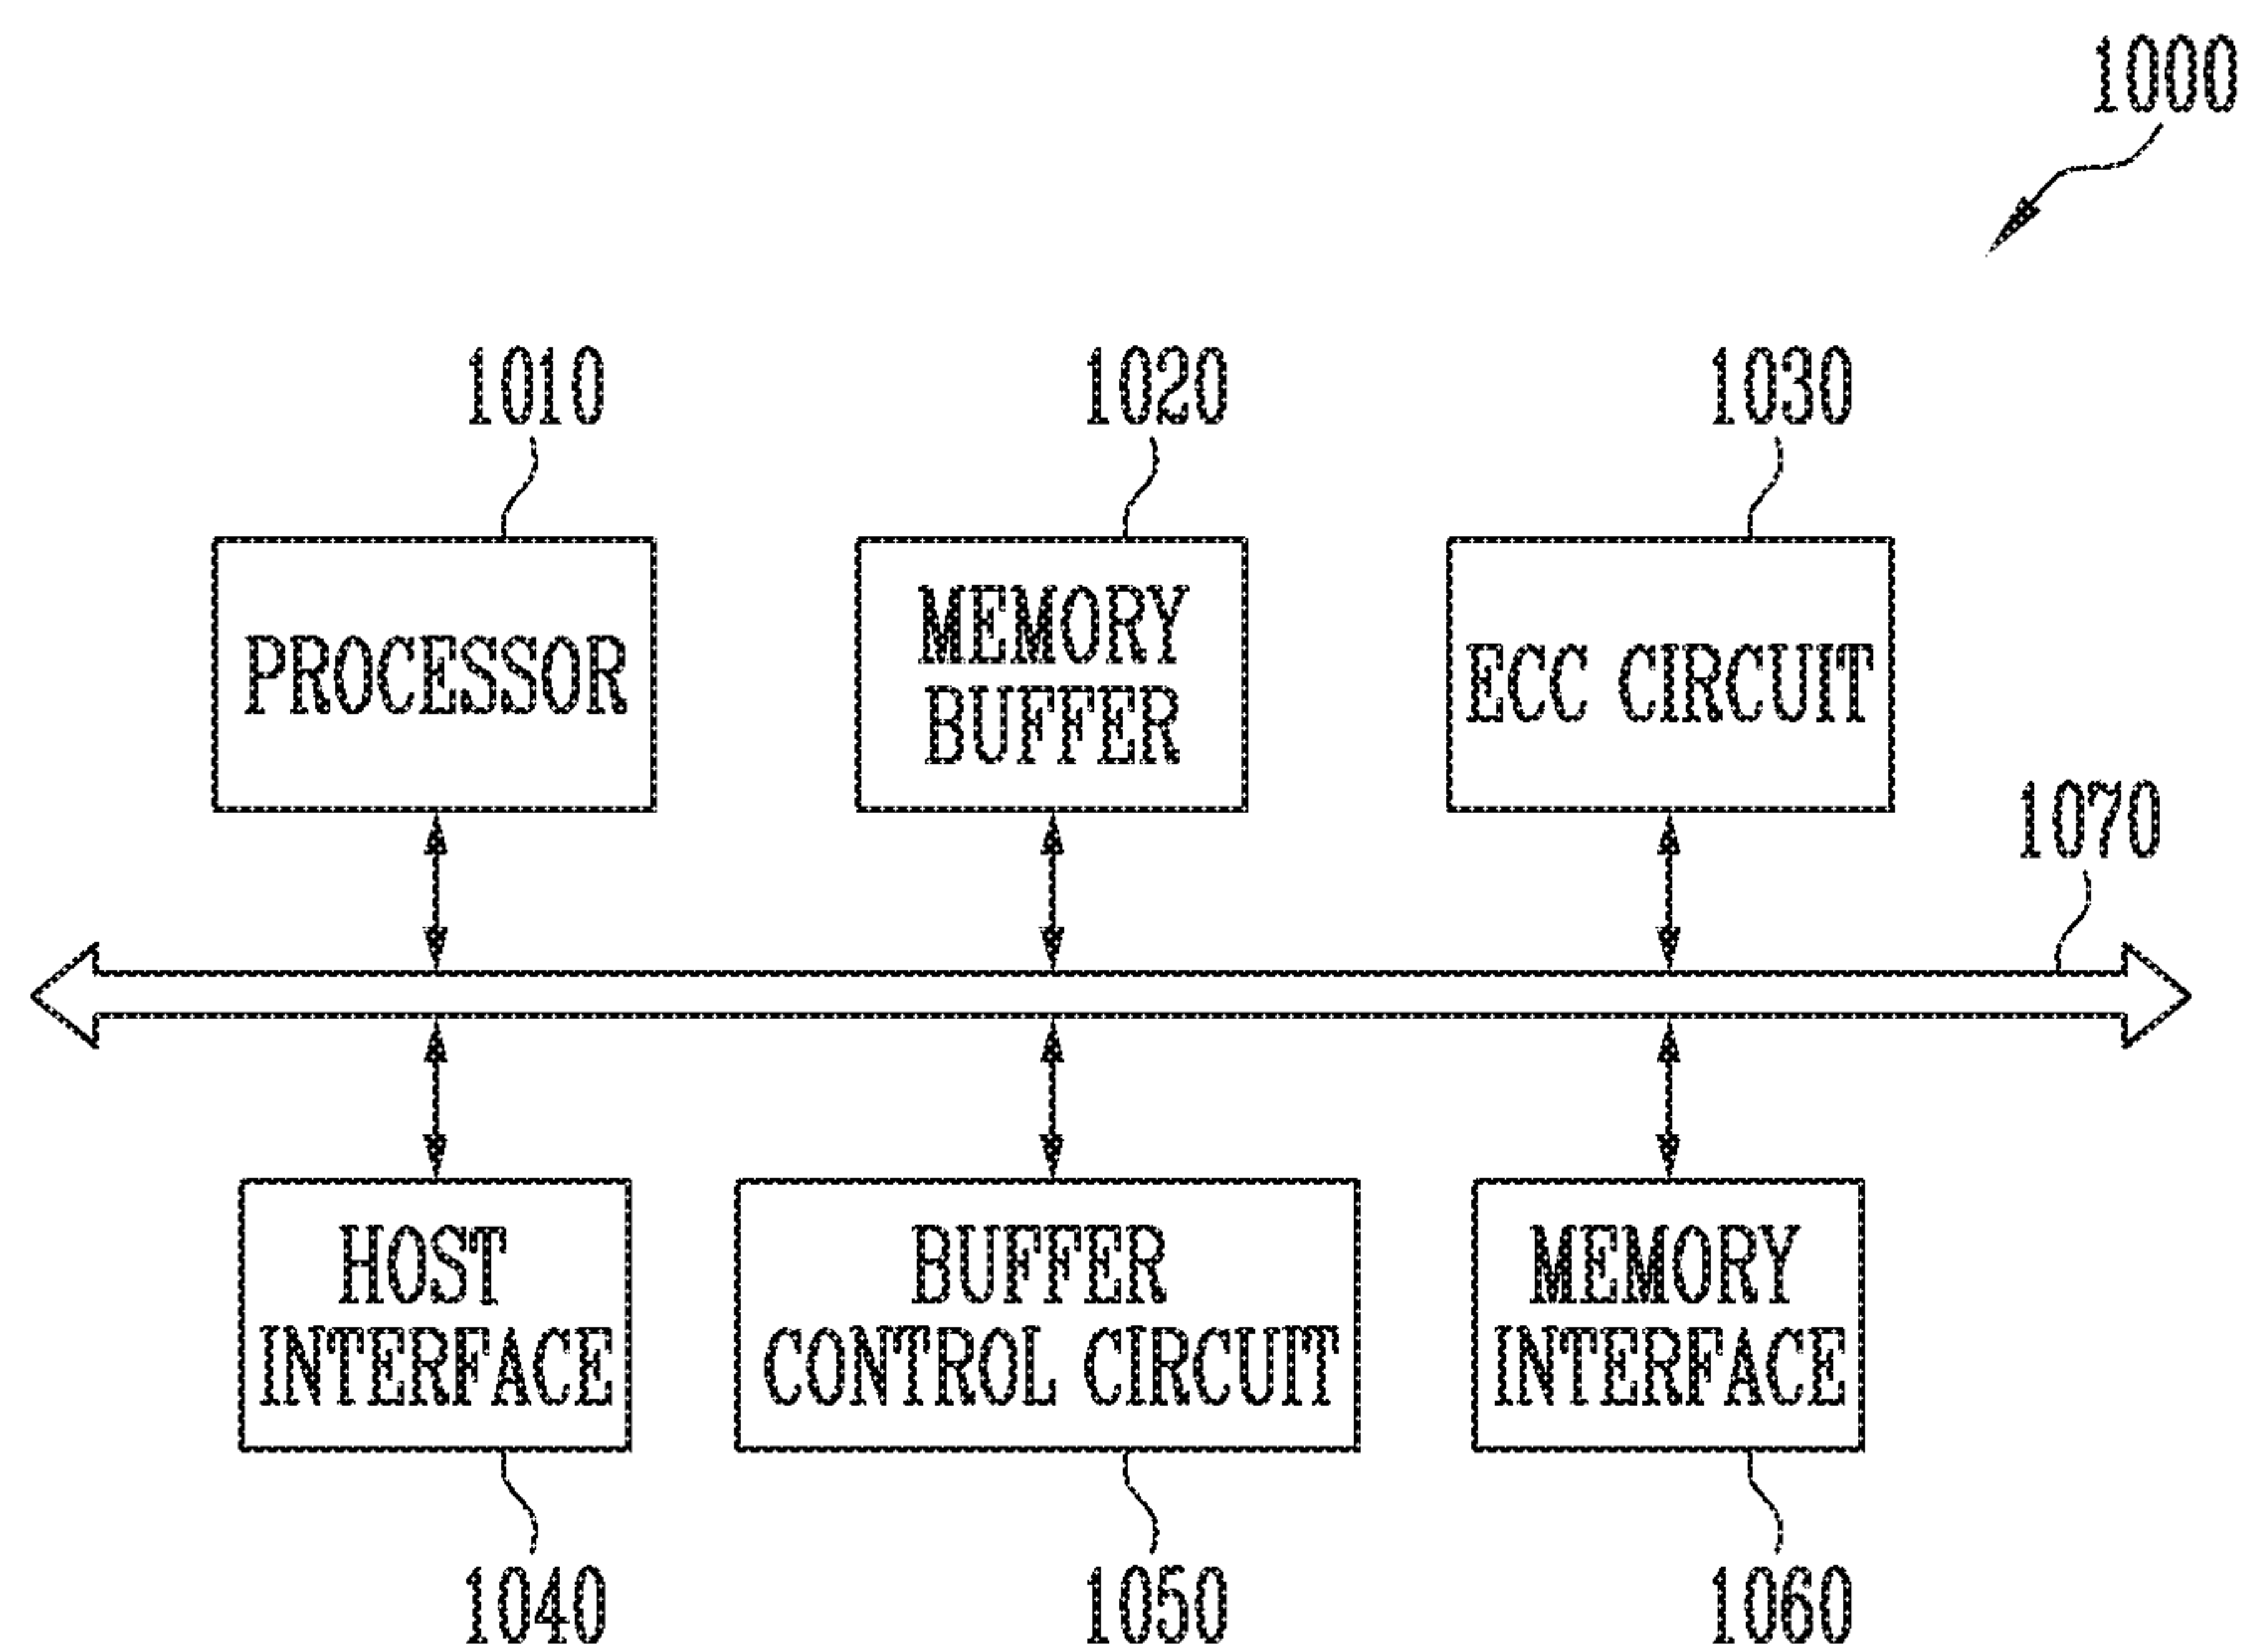 1000
1010
1020
1030
PROCESSOR
MEMORY
BUFFER
ECC CIRCUIT
1070
HOST
INTERFACE
BUFFER
CONTROL CIRCUIT
MEMORY
INTERFACE
1040
1050
1060